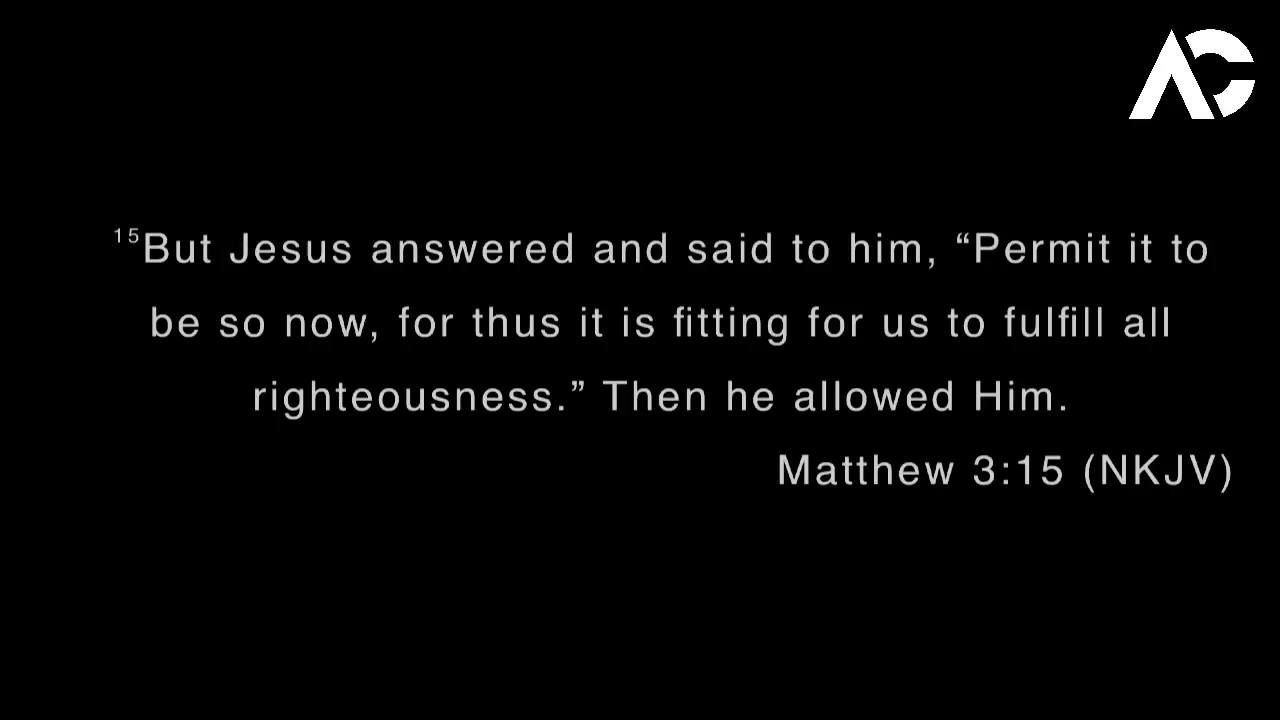 AC
¹⁵But Jesus answered and said to him, “Permit it to
be so now, for thus it is fitting for us to fulfill all
righteousness.” Then he allowed Him.
Matthew 3:15 (NKJV)